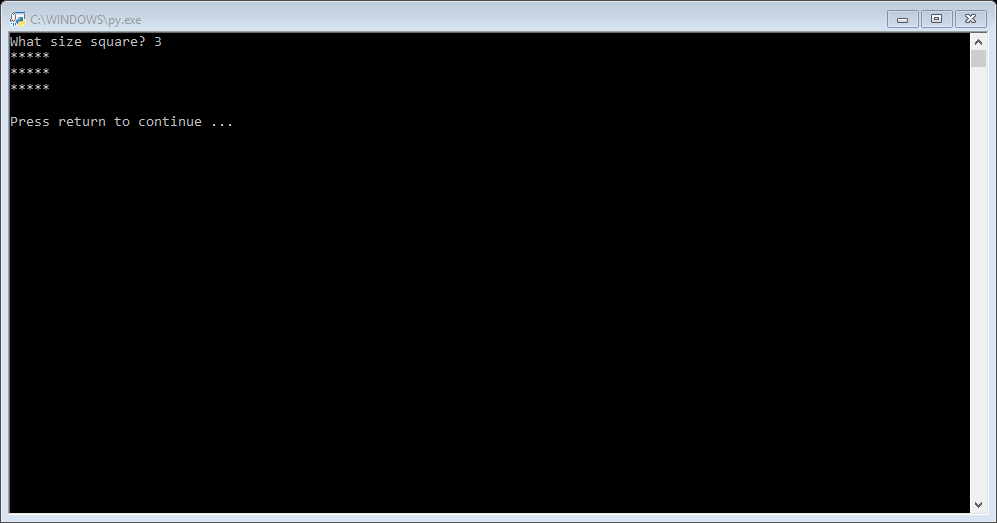 C:\WINDOWS\py.exe
What size square? 3
*****
*****
*****
Press return to continue ...